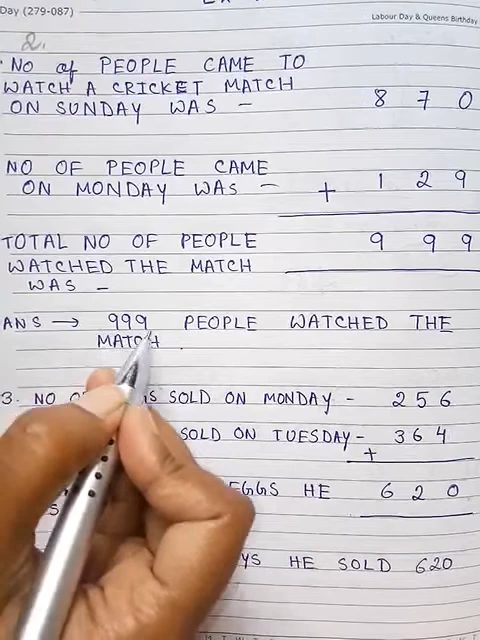 Day (279-087)
Labour Day & Queens Birthday
2.
NO of PEOPLE CAME TO
WATCH A CRICKET MATCH
ON SUNDAY WAS - 8 7 0
NO OF PEOPLE CAME
ON MONDAY WAS - + 1 2 9
TOTAL NO OF PEOPLE 9 9 9
WATCHED THE MATCH
WAS -
ANS → 999 PEOPLE WATCHED THE
MATCH .
3. NO SOLD ON MONDAY - 2 5 6
SOLD ON TUESDAY - 3 6 4
+
EGGS HE 6 2 0
HE SOLD 620